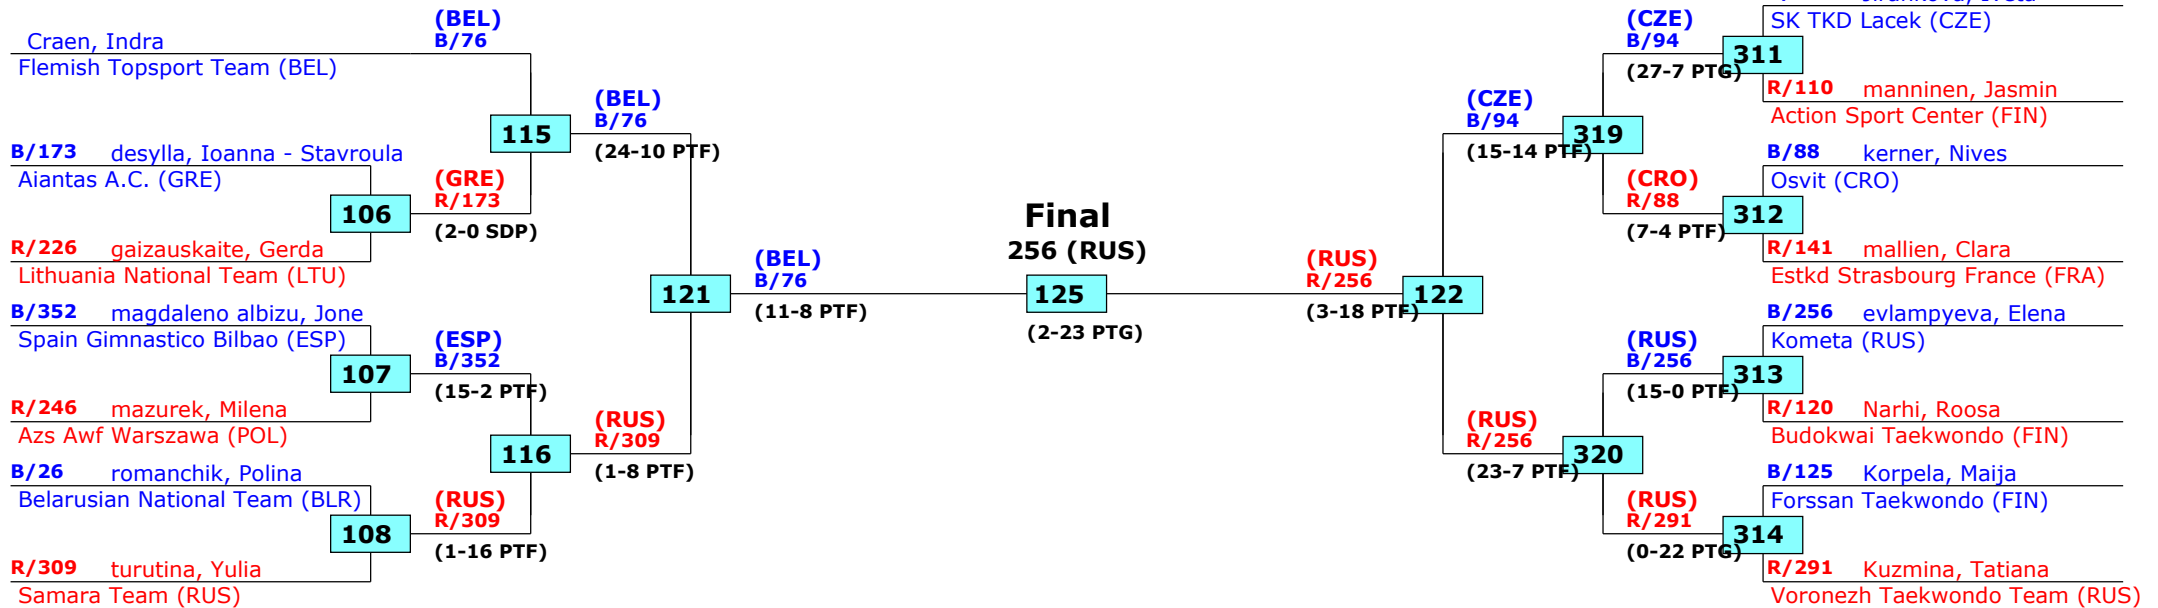 Craen, Indra
Flemish Topsport Team (BEL)
B/173 desylla, Ioanna - Stavroula
Aiantas A.C. (GRE)
106
R/226 gaizauskaite, Gerda
Lithuania National Team (LTU)
B/352 magdaleno albizu, Jone
Spain Gimnastico Bilbao (ESP)
107
R/246 mazurek, Milena
Azs Awf Warszawa (POL)
B/26 romanchik, Polina
Belarusian National Team (BLR)
108
R/309 turutina, Yulia
Samara Team (RUS)
(BEL)
B/76
115
(GRE)
R/173
(2-0 SDP)
(ESP)
B/352
(15-2 PTF)
116
(RUS)
R/309
(1-16 PTF)
(BEL)
B/76
(24-10 PTF)
121
(RUS)
R/309
(1-8 PTF)
(BEL)
B/76
(11-8 PTF)
Final
256 (RUS)
125
(2-23 PTG)
(RUS)
R/256
(3-18 PTF)
122
(CZE)
B/94
(15-14 PTF)
319
(RUS)
R/256
(23-7 PTF)
320
(CZE)
B/94
(27-7 PTG)
311
(CRO)
R/88
(7-4 PTF)
312
(RUS)
B/256
(15-0 PTF)
313
(RUS)
R/291
(0-22 PTG)
314
SK TKD Lacek (CZE)
R/110 manninen, Jasmin
Action Sport Center (FIN)
B/88 kerner, Nives
Osvit (CRO)
R/141 mallien, Clara
Estkd Strasbourg France (FRA)
B/256 evlampyeva, Elena
Kometa (RUS)
R/120 Narhi, Roosa
Budokwai Taekwondo (FIN)
B/125 Korpela, Maija
Forssan Taekwondo (FIN)
R/291 Kuzmina, Tatiana
Voronezh Taekwondo Team (RUS)